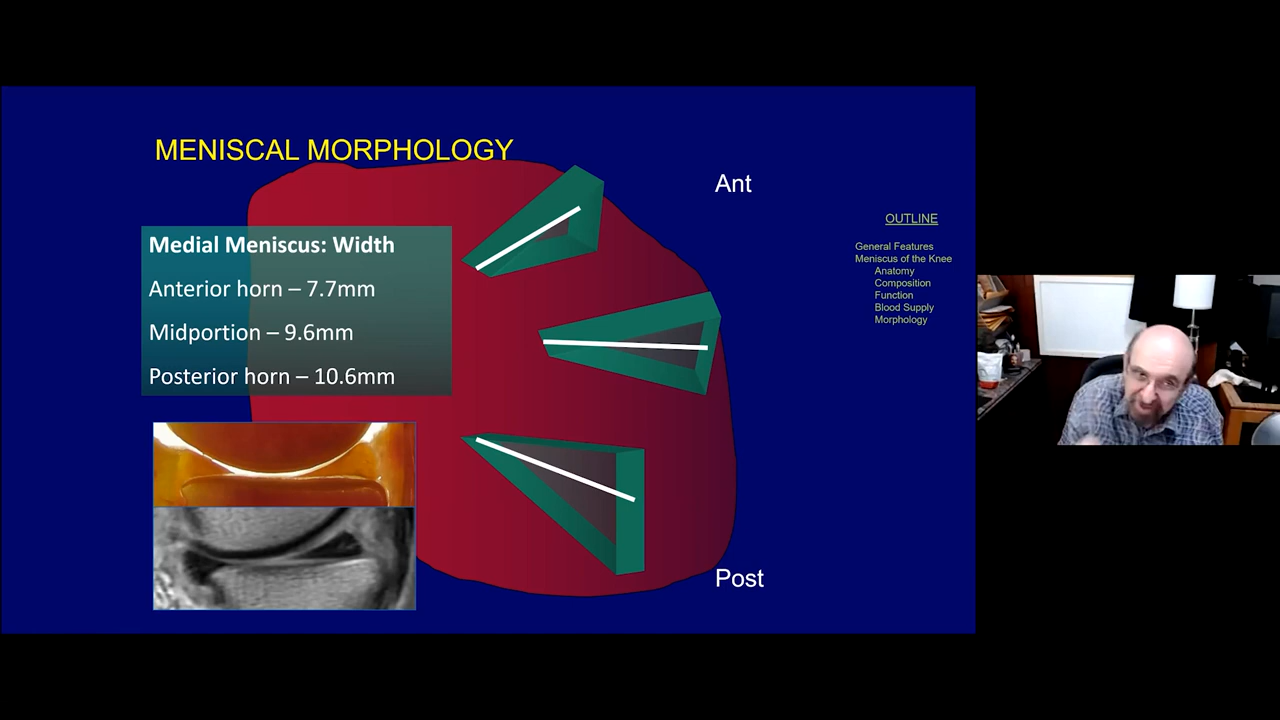 MENISCAL MORPHOLOGY
Ant
Medial Meniscus: Width
Anterior horn – 7.7mm
Midportion – 9.6mm
Posterior horn – 10.6mm
Post
OUTLINE
General Features
Meniscus of the Knee
Anatomy
Composition
Function
Blood Supply
Morphology